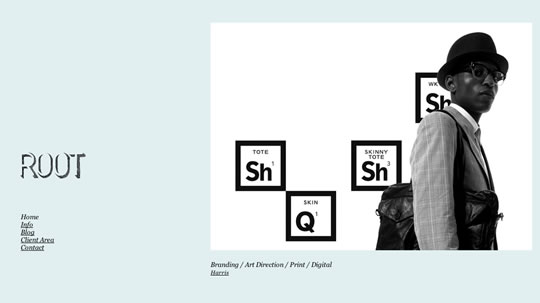 WK
Sh
TOTE
Sh 1
SKINNY
TOTE
Sh 3
SKIN
Q 1
ROOT
Home
Info
Blog
Client Area
Contact
Branding / Art Direction / Print / Digital
Harris